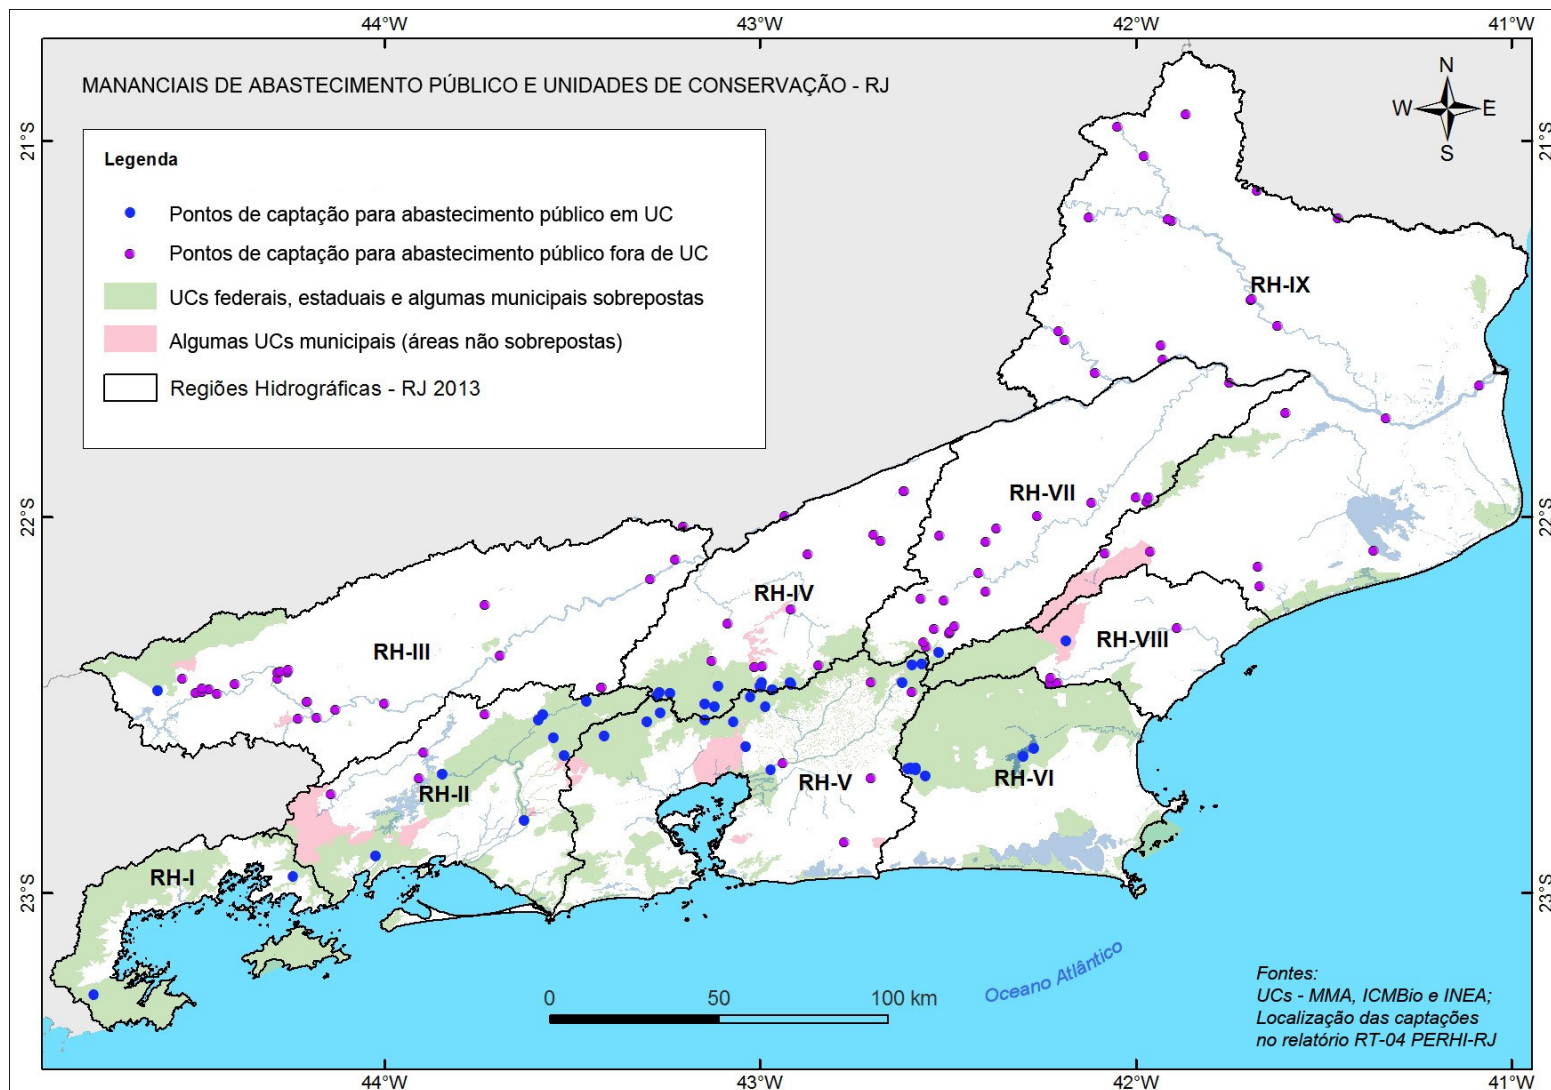 44°W 43°W 42°W 41°W
MANANCIAIS DE ABASTECIMENTO PÚBLICO E UNIDADES DE CONSERVAÇÃO - RJ
N
W E
S
21°S 21°S
Legenda
Pontos de captação para abastecimento público em UC
Pontos de captação para abastecimento público fora de UC
UCs federais, estaduais e algumas municipais sobrepostas
Algumas UCs municipais (áreas não sobrepostas)
Regiões Hidrográficas - RJ 2013
RH-IX
RH-VII
22°S 22°S
RH-IV
RH-VIII
RH-III
RH-VI
RH-V
RH-II
RH-I
23°S 23°S
Oceano Atlântico
0 50 100 km
Fontes:
UCs - MMA, ICMBio e INEA;
Localização das captações
no relatório RT-04 PERHI-RJ
44°W 43°W 42°W 41°W